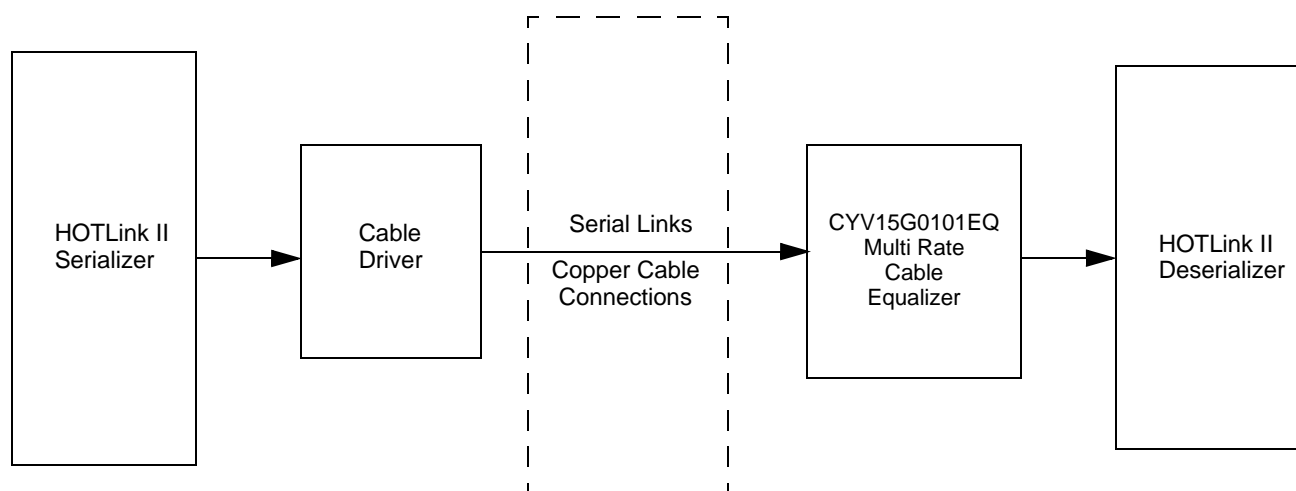 HOTLink II
Serializer
Cable
Driver
Serial Links
Copper Cable
Connections
CYV15G0101EQ
Multi Rate
Cable
Equalizer
HOTLink II
Deserializer